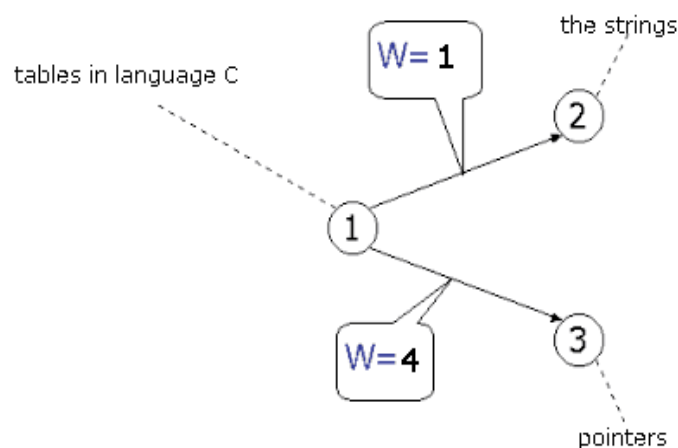 the strings
W= 1
tables in language C
2
1
3
W= 4
pointers